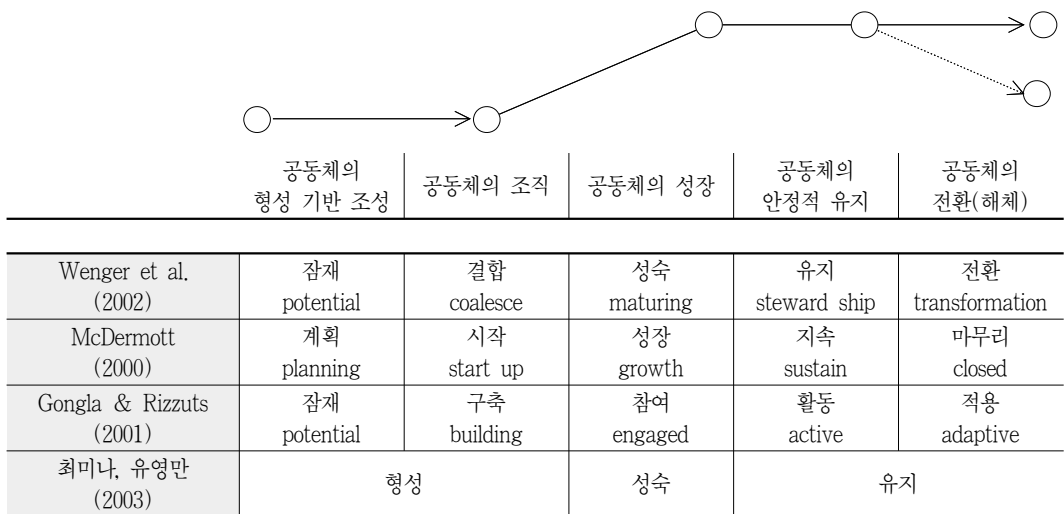 공동체의
형성 기반 조성
공동체의 조직
공동체의 성장
공동체의
안정적 유지
공동체의
전환(해체)
Wenger et al.
(2002)
잠재
potential
결합
coalesce
성숙
maturing
유지
steward ship
전환
transformation
McDermott
(2000)
계획
planning
시작
start up
성장
growth
지속
sustain
마무리
closed
Gongla & Rizzuts
(2001)
잠재
potential
구축
building
참여
engaged
활동
active
적용
adaptive
최미나, 유영만
(2003)
형성
성숙
유지